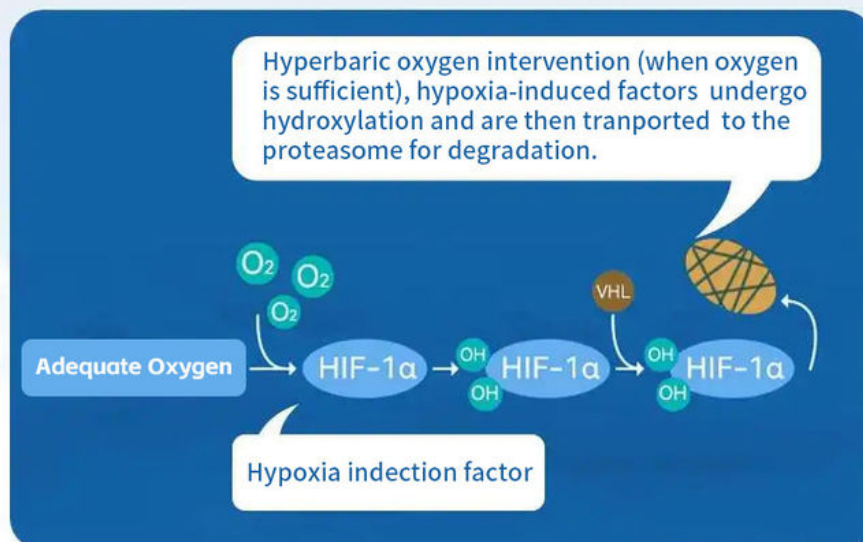 Hyperbaric oxygen intervention (when oxygen
is sufficient), hypoxia-induced factors undergo
hydroxylation and are then tranported to the
proteasome for degradation.
O₂
O₂
O₂
VHL
Adequate Oxygen
HIF-1α
OH
OH
HIF-1α
OH
OH
HIF-1α
Hypoxia indection factor